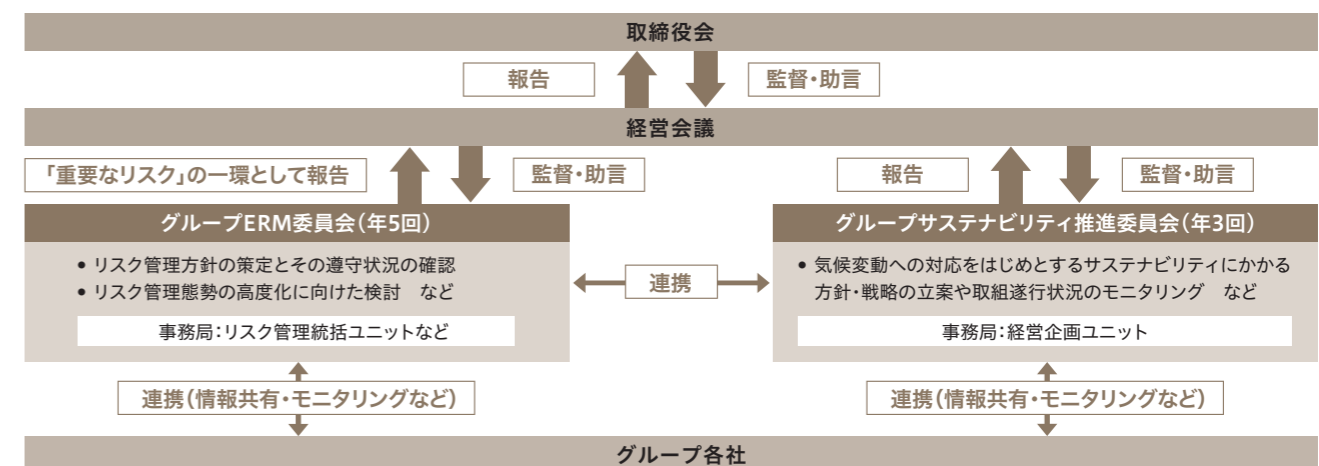 取締役会
報告
監督・助言
経営会議
「重要なリスク」の一環として報告
監督・助言
報告
監督・助言
グループERM委員会(年5回)
• リスク管理方針の策定とその遵守状況の確認
• リスク管理態勢の高度化に向けた検討　など
事務局:リスク管理統括ユニットなど
連携
グループサステナビリティ推進委員会(年3回)
• 気候変動への対応をはじめとするサステナビリティにかかる
方針・戦略の立案や取組遂行状況のモニタリング　など
事務局:経営企画ユニット
連携(情報共有・モニタリングなど)
連携(情報共有・モニタリングなど)
グループ各社